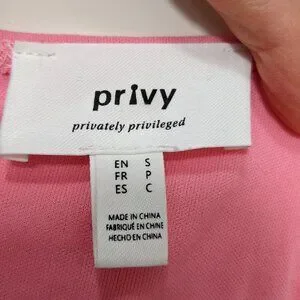 privy
privately privileged
EN S
FR P
ES C
MADE IN CHINA
FABRIQUÉ EN CHINE
HECHO EN CHINA